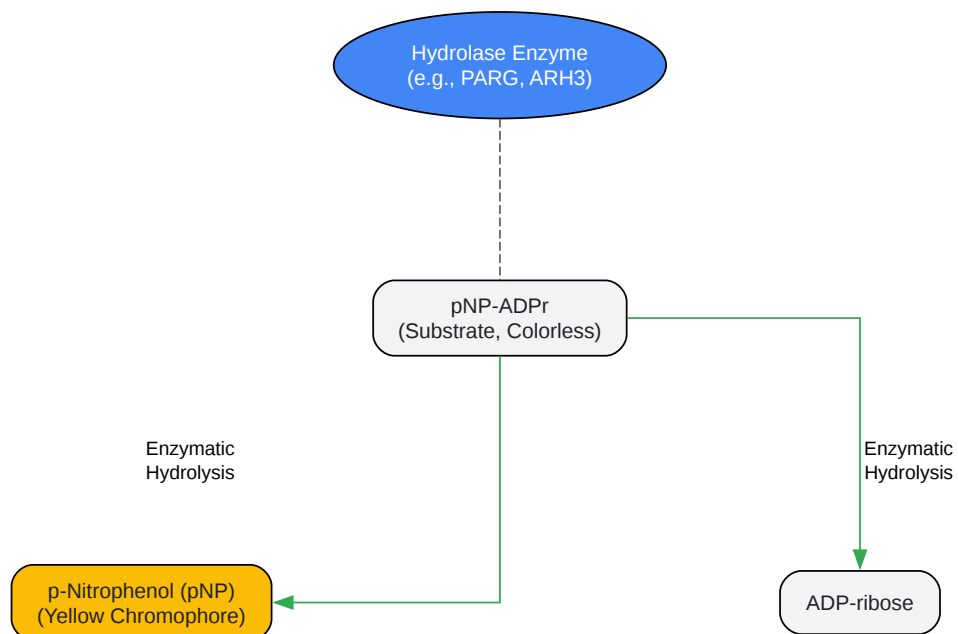 Hydrolase Enzyme
(e.g., PARG, ARH3)
pNP-ADPr
(Substrate, Colorless)
Enzymatic
Hydrolysis
Enzymatic
Hydrolysis
p-Nitrophenol (pNP)
(Yellow Chromophore)
ADP-ribose